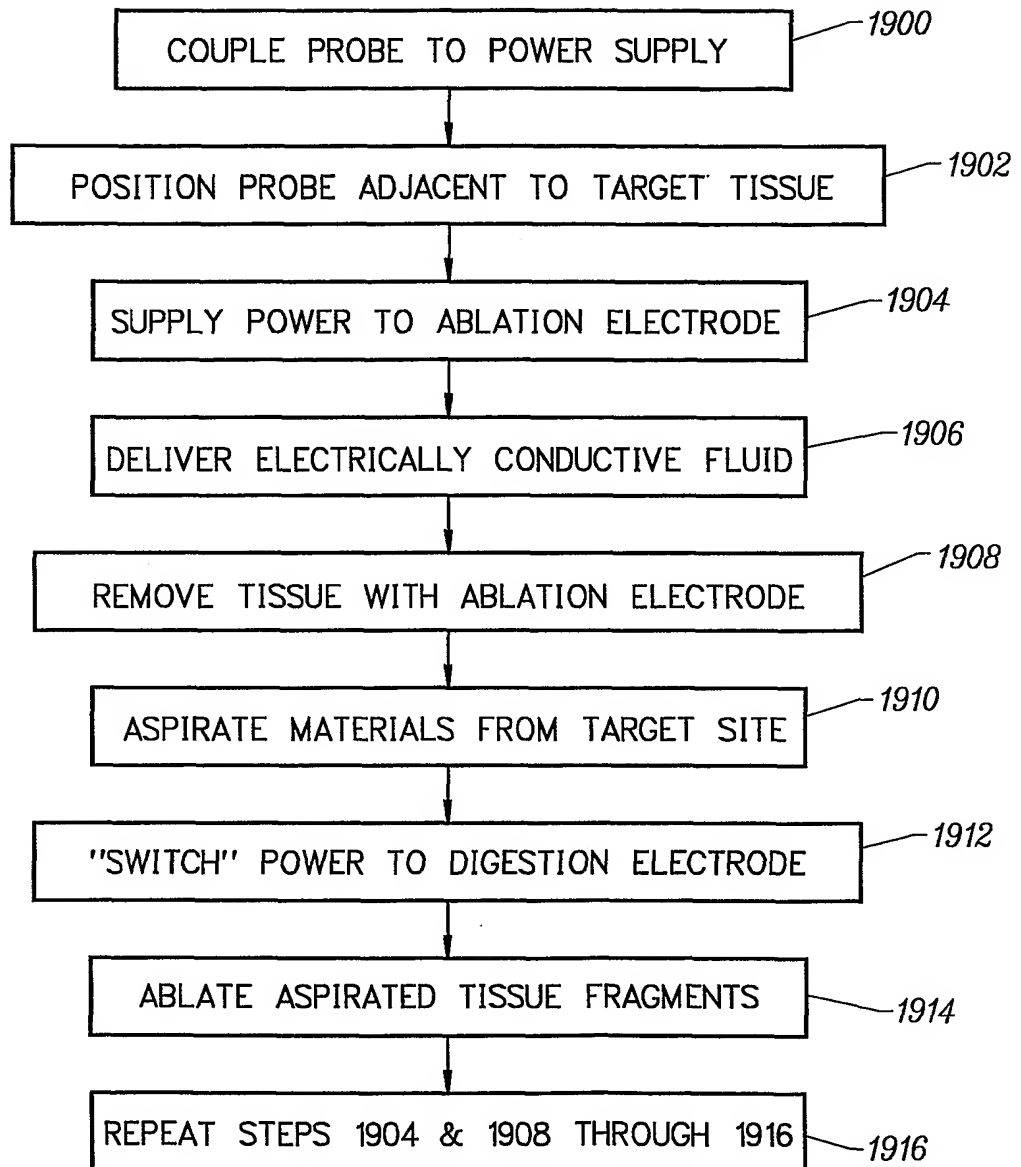 COUPLE PROBE TO POWER SUPPLY
1900
POSITION PROBE ADJACENT TO TARGET TISSUE
1902
SUPPLY POWER TO ABLATION ELECTRODE
1904
DELIVER ELECTRICALLY CONDUCTIVE FLUID
1906
REMOVE TISSUE WITH ABLATION ELECTRODE
1908
ASPIRATE MATERIALS FROM TARGET SITE
1910
"SWITCH" POWER TO DIGESTION ELECTRODE
1912
ABLATE ASPIRATED TISSUE FRAGMENTS
1914
REPEAT STEPS 1904 & 1908 THROUGH 1916
1916